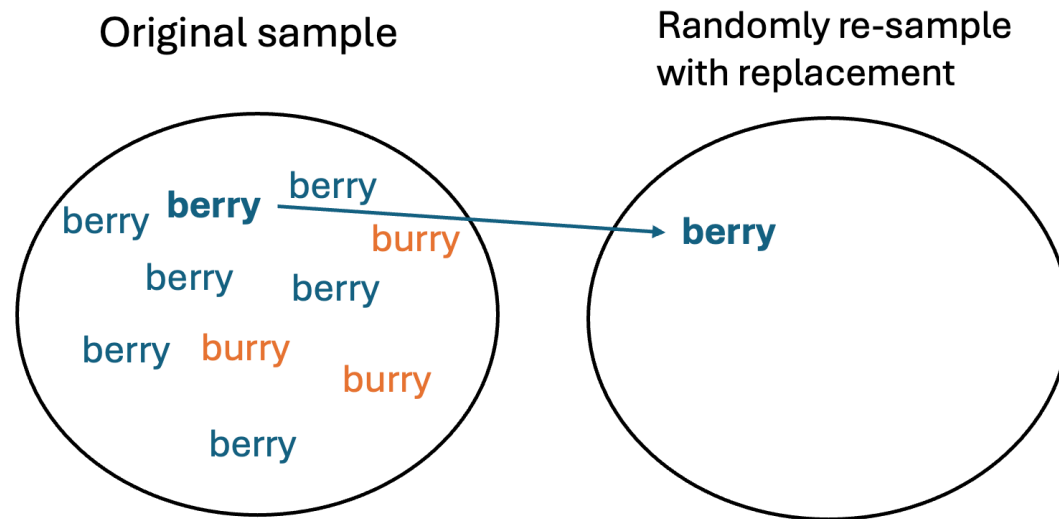 Original sample
Randomly re-sample
with replacement
berry
berry
berry
burry
berry
berry
berry
burry
burry
berry
berry